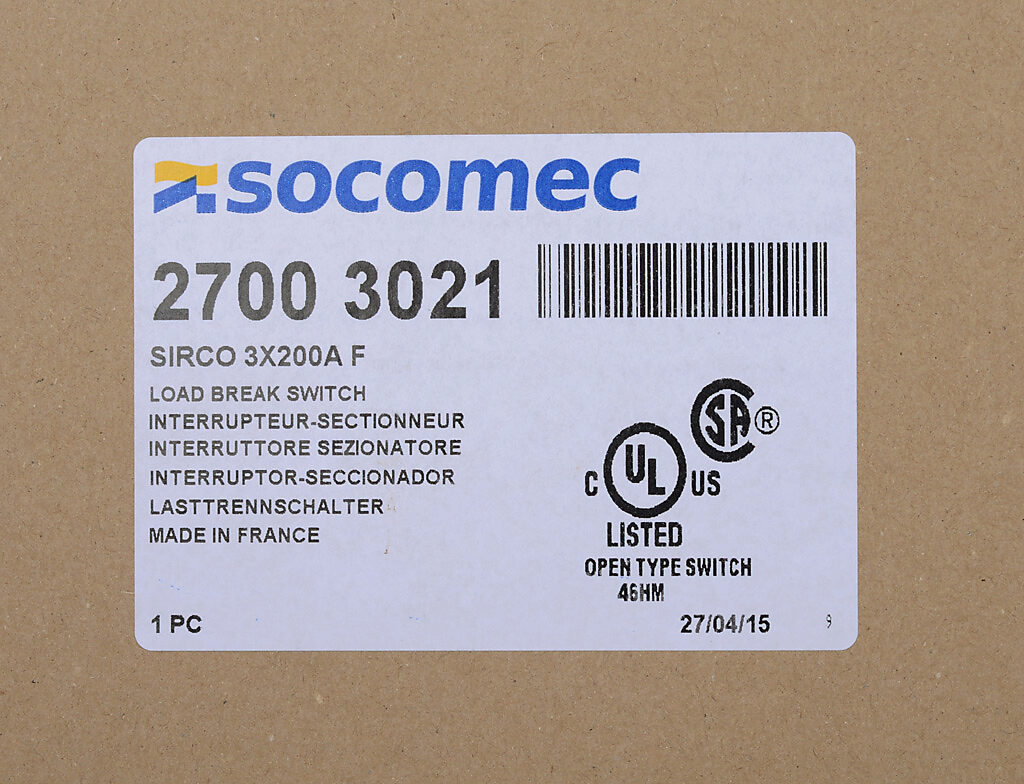 socomec
2700 3021
SIRCO 3X200A F
LOAD BREAK SWITCH
INTERRUPTEUR-SECTIONNEUR
INTERRUTTORE SEZIONATORE
INTERRUPTOR-SECCIONADOR
LASTTRENNSCHALTER
MADE IN FRANCE
SA ®
C UL US
LISTED
OPEN TYPE SWITCH
46HM
1 PC
27/04/15
9